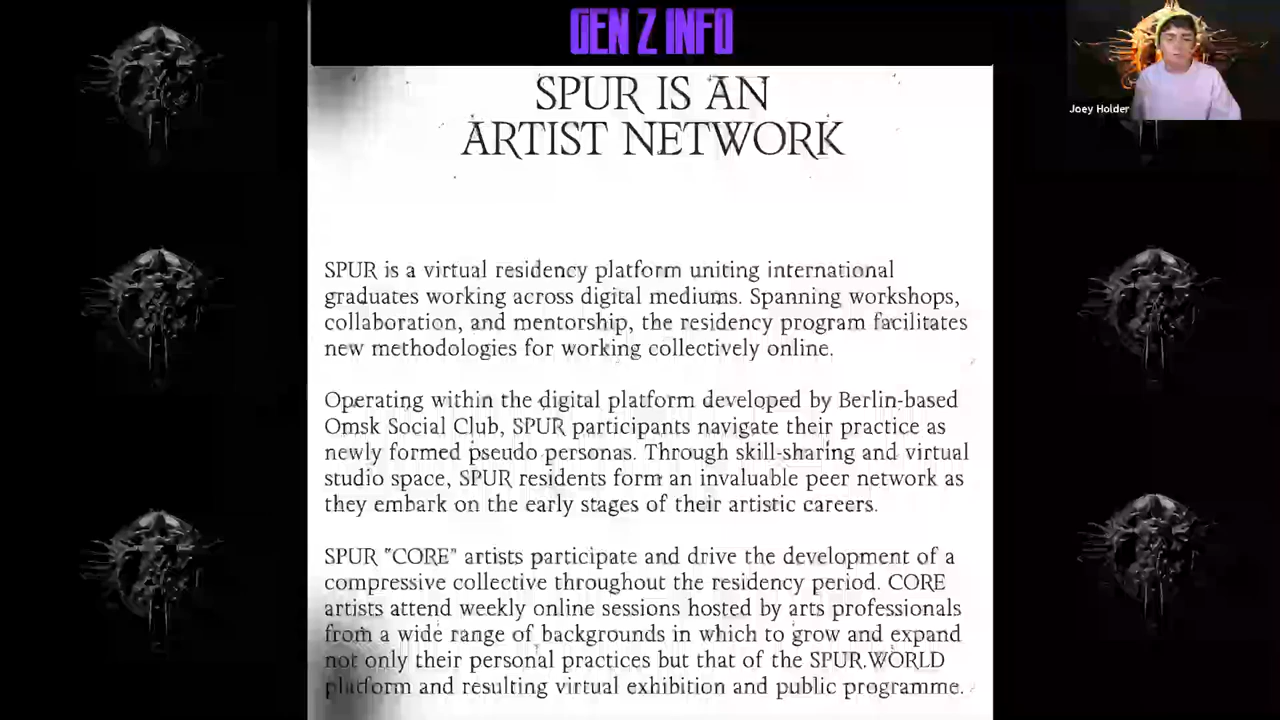 GEN Z INFO
SPUR IS AN
ARTIST NETWORK
Joey Holder
SPUR is a virtual residency platform uniting international
graduates working across digital mediums. Spanning workshops,
collaboration, and mentorship, the residency program facilitates
new methodologies for working collectively online.
Operating within the digital platform developed by Berlin-based
Omsk Social Club, SPUR participants navigate their practice as
newly formed pseudo personas. Through skill-sharing and virtual
studio space, SPUR residents form an invaluable peer network as
they embark on the early stages of their artistic careers.
SPUR "CORE" artists participate and drive the development of a
compressive collective throughout the residency period. CORE
artists attend weekly online sessions hosted by arts professionals
from a wide range of backgrounds in which to grow and expand
not only their personal practices but that of the SPUR.WORLD
platform and resulting virtual exhibition and public programme.